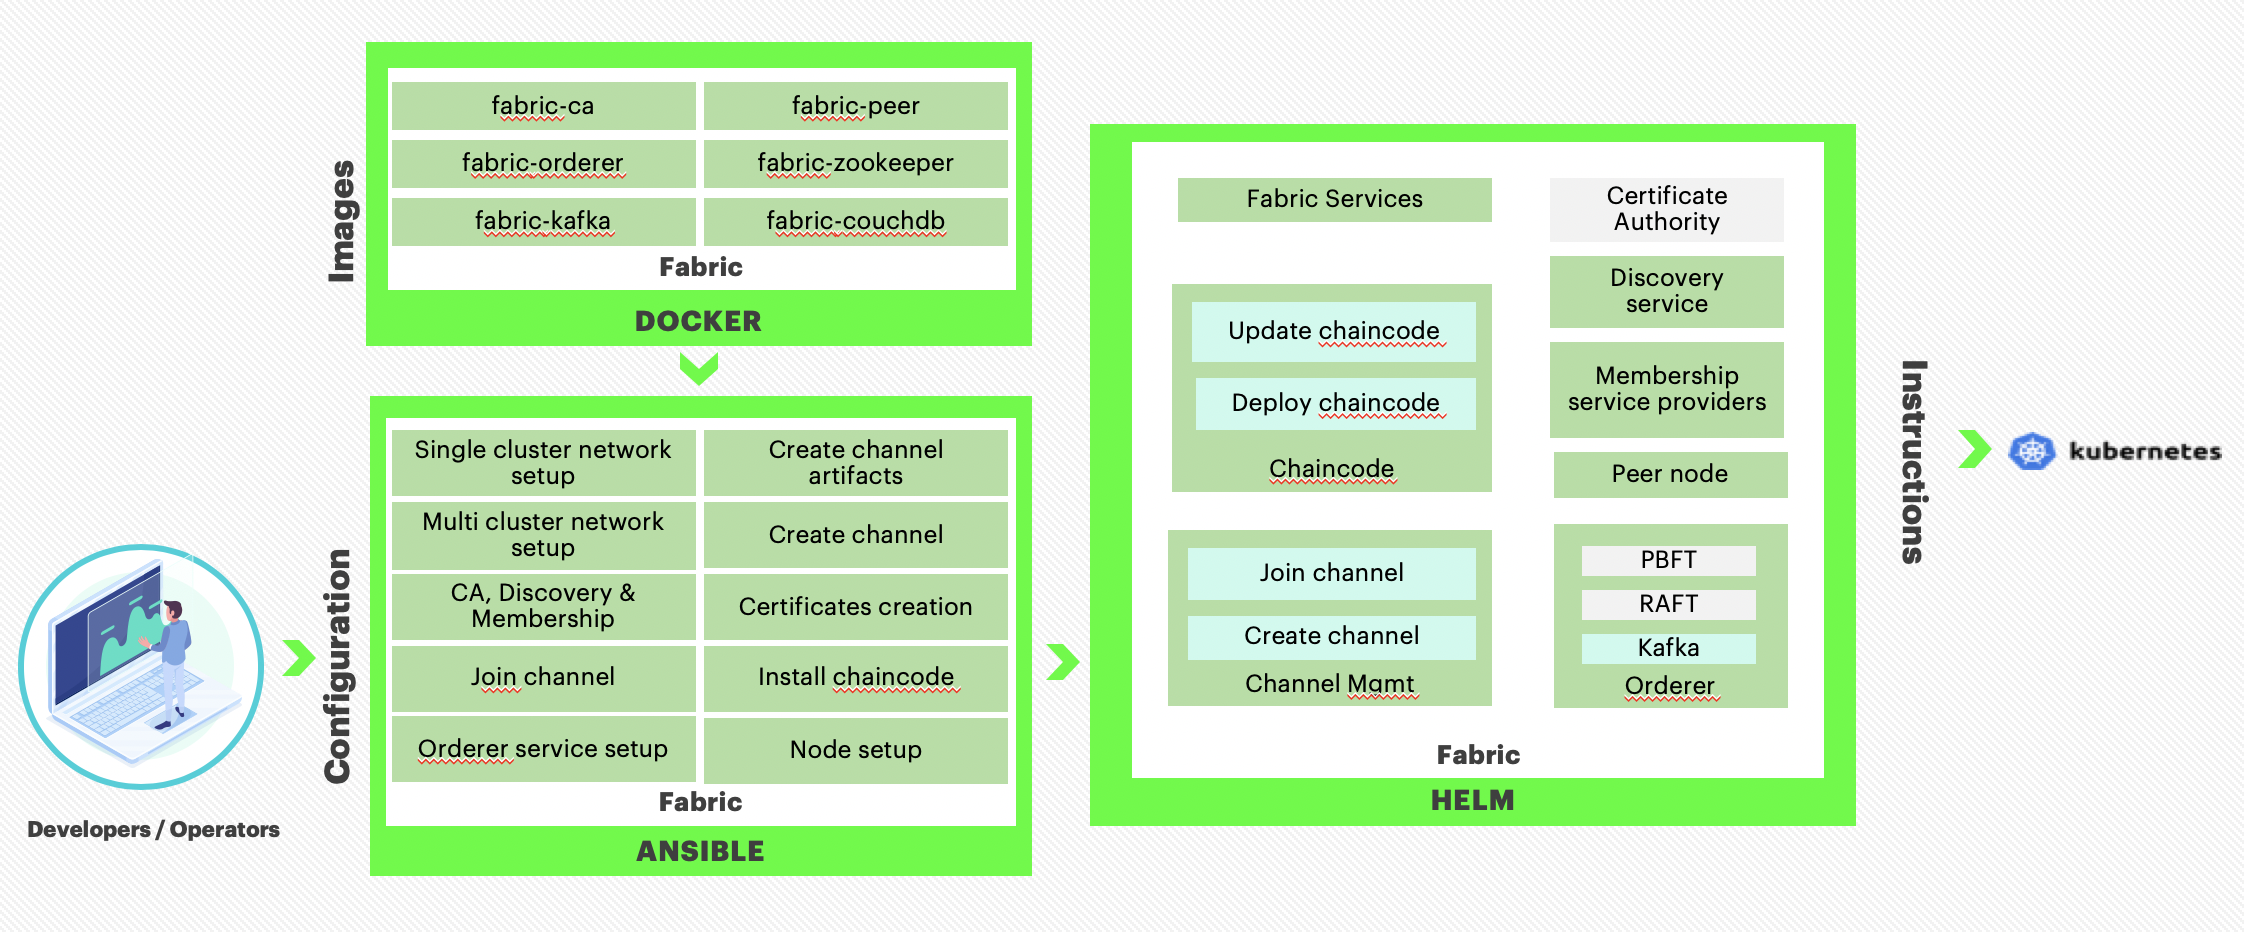 Images
fabric-ca
fabric-peer
fabric-orderer
fabric-zookeeper
fabric-kafka
fabric-couchdb
Fabric
DOCKER
Developers / Operators
Configuration
Single cluster network
setup
Create channel
artifacts
Multi cluster network
setup
Create channel
CA, Discovery &
Membership
Certificates creation
Join channel
Install chaincode
Orderer service setup
Node setup
Fabric
ANSIBLE
Fabric Services
Update chaincode
Deploy chaincode
Chaincode
Join channel
Create channel
Channel Mgmt
Certificate
Authority
Discovery
service
Membership
service providers
Peer node
PBFT
RAFT
Kafka
Orderer
Fabric
HELM
Instructions
kubernetes